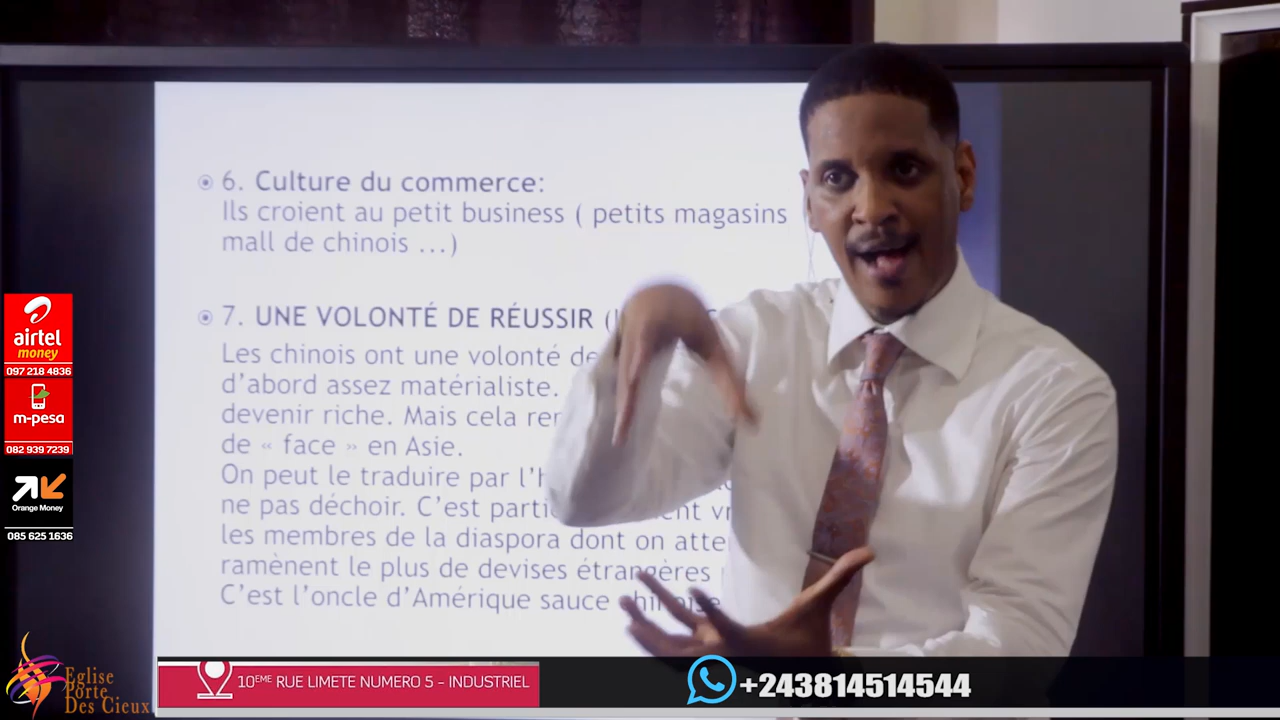 6. Culture du commerce:
Ils croient au petit business ( petits magasins
mall de chinois ...)
7. UNE VOLONTÉ DE RÉUSSIR (
Les chinois ont une volonté de
d'abord assez matérialiste.
devenir riche. Mais cela
de « face » en Asie.
On peut le traduire par
ne pas déchoir. C'est
les membres de la diaspora dont on
ramènent le plus de devises étrangères
C'est l'oncle d'Amérique sauce chinoise
airtel
money
097 218 4836
m-pesa
082 939 7239
Orange Money
085 625 1636
Eglise
Porte
Des Cieux
10EME RUE LIMETE NUMERO 5 - INDUSTRIEL
+243814514544